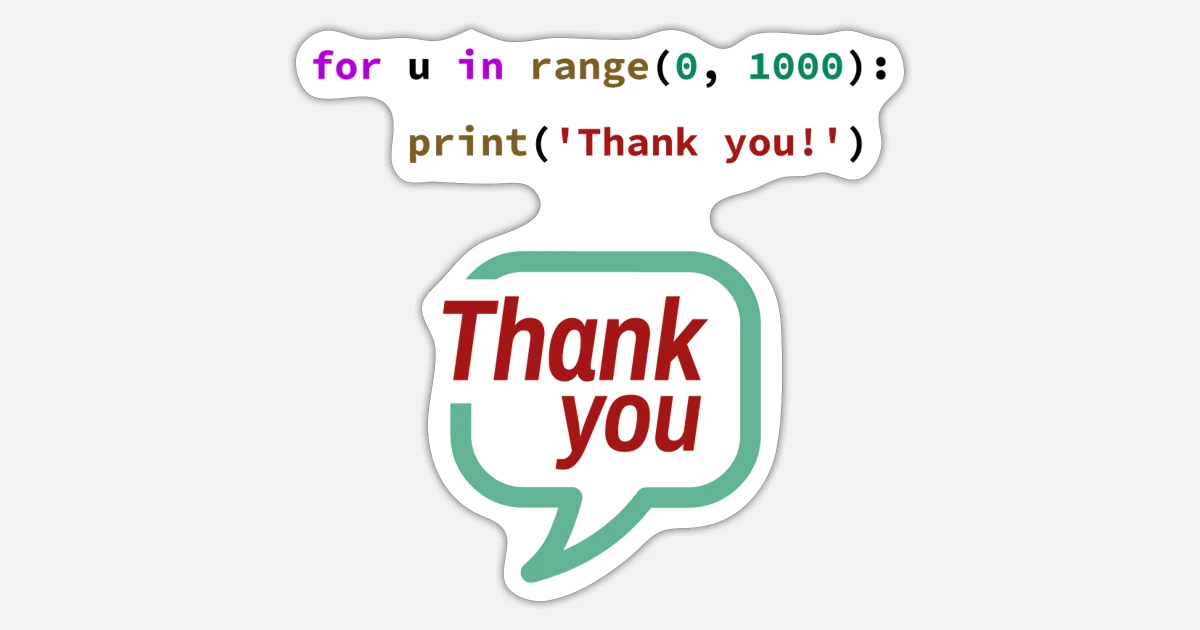 for u in range(0, 1000):
    print('Thank you!')
Thank
you